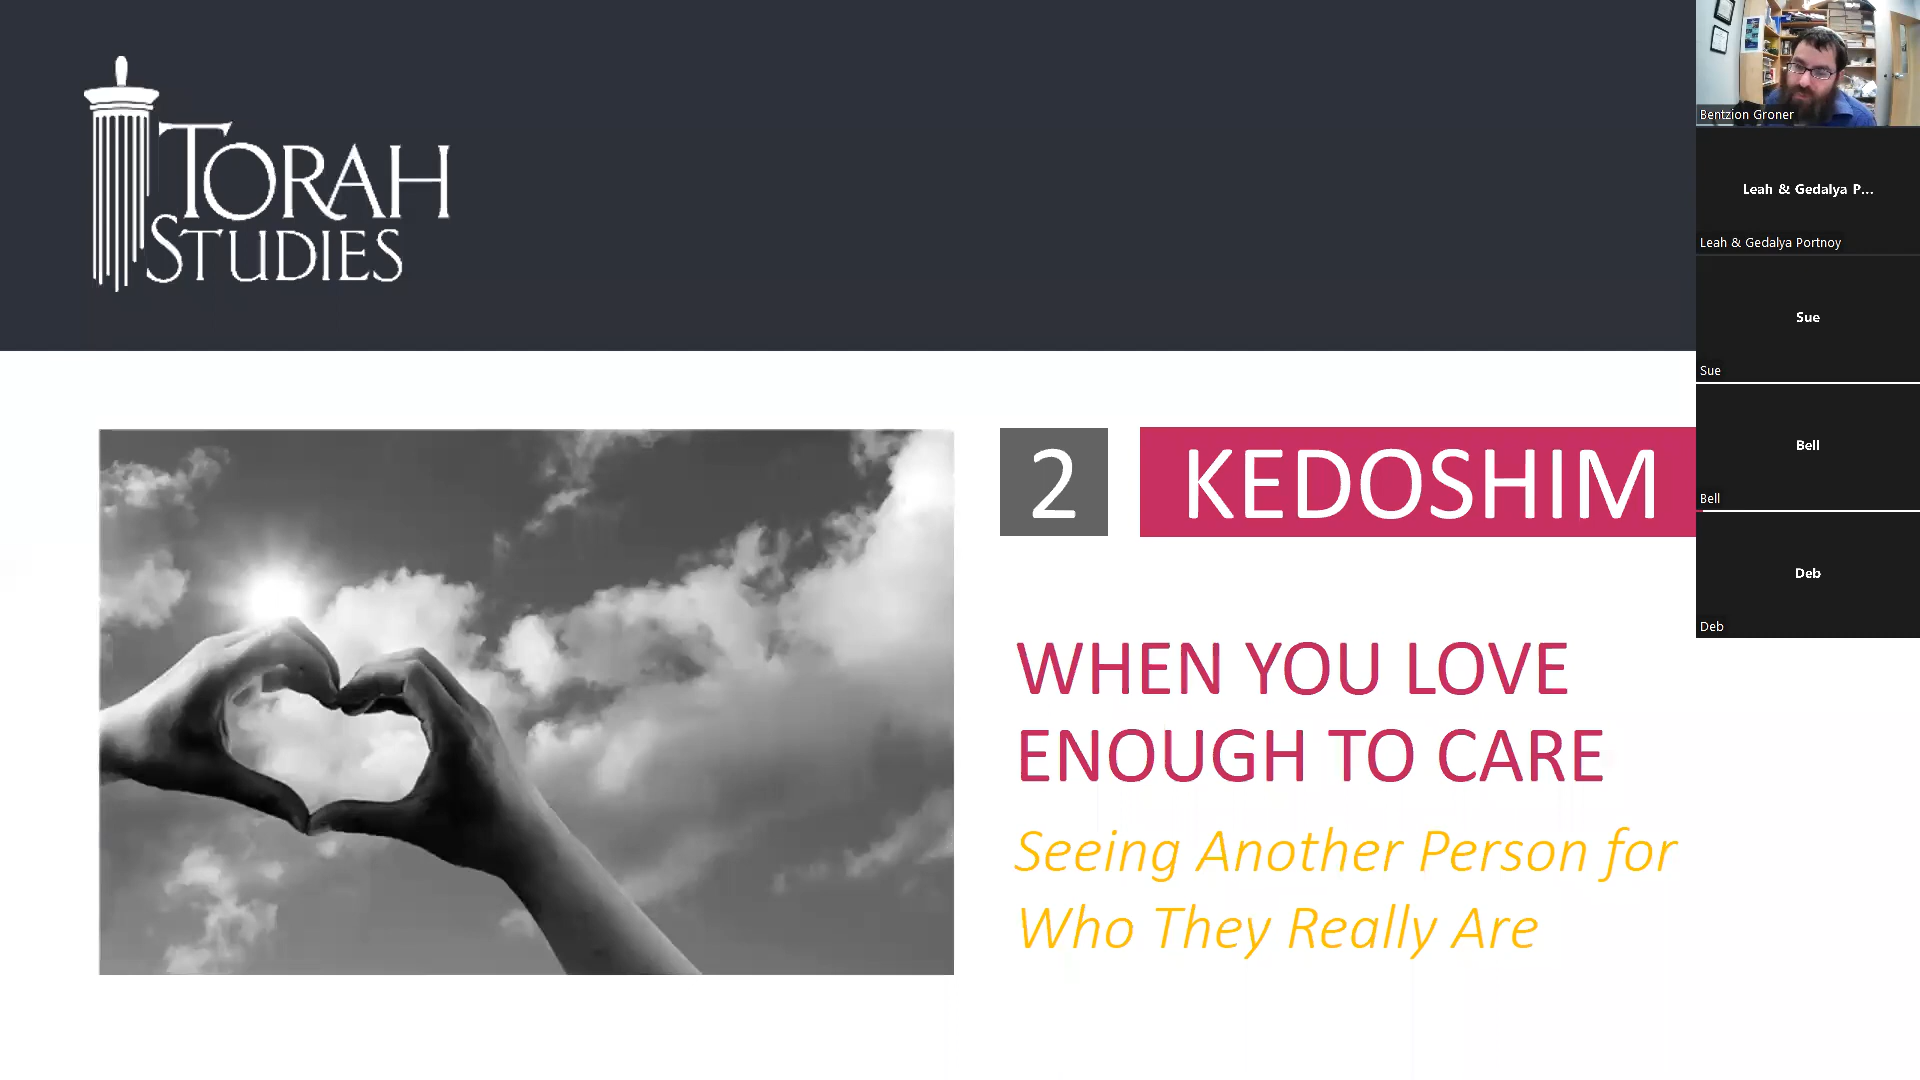 TORAH
STUDIES
2
KEDOSHIM
WHEN YOU LOVE
ENOUGH TO CARE
Seeing Another Person for
Who They Really Are
Bentzion Groner
Leah & Gedalya P...
Leah & Gedalya Portnoy
Sue
Sue
Bell
Bell
Deb
Deb